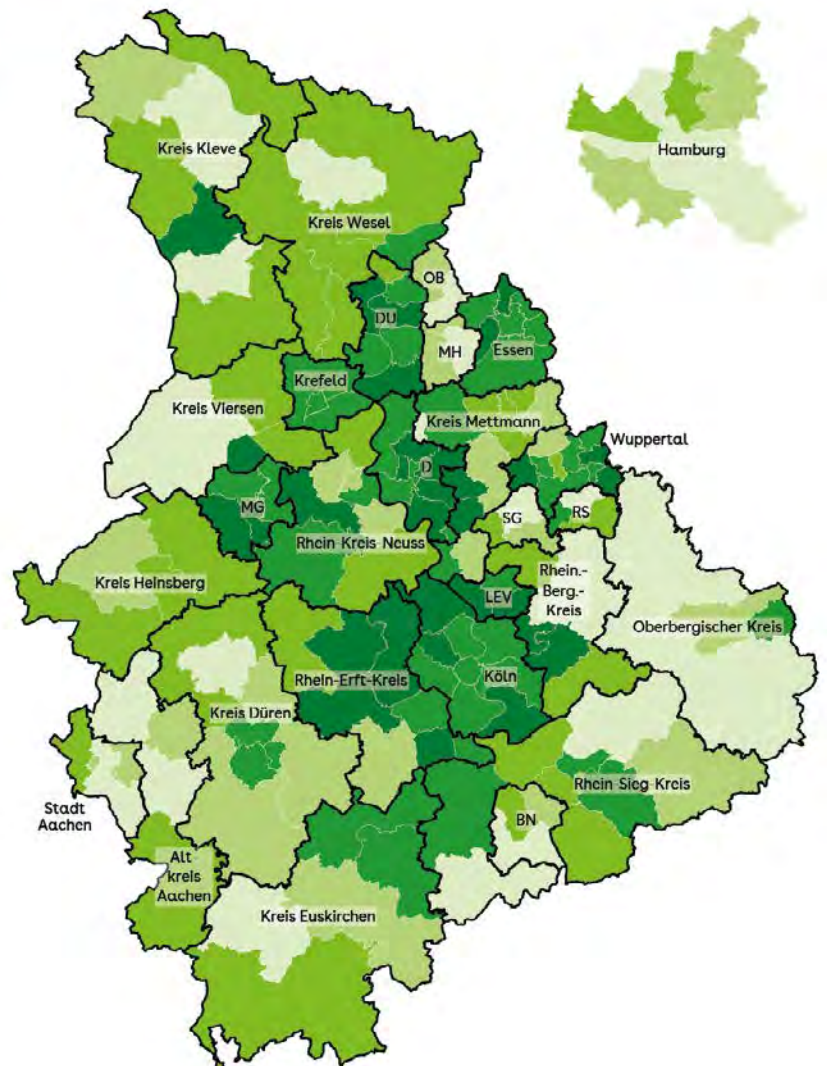 Hamburg
Kreis Kleve
Kreis Wesel
OB
DU
MH
Essen
Krefeld
Kreis Viersen
Kreis Mettmann
Wuppertal
D
MG
SG
RS
Rhein-Kreis-Neuss
Kreis Heinsberg
LEV
Rhein.-
Berg.-
Kreis
Oberbergischer Kreis
Rhein-Erft-Kreis
Köln
Kreis Düren
Rhein-Sieg-Kreis
Stadt
Aachen
BN
Alt
kreis
Aachen
Kreis Euskirchen